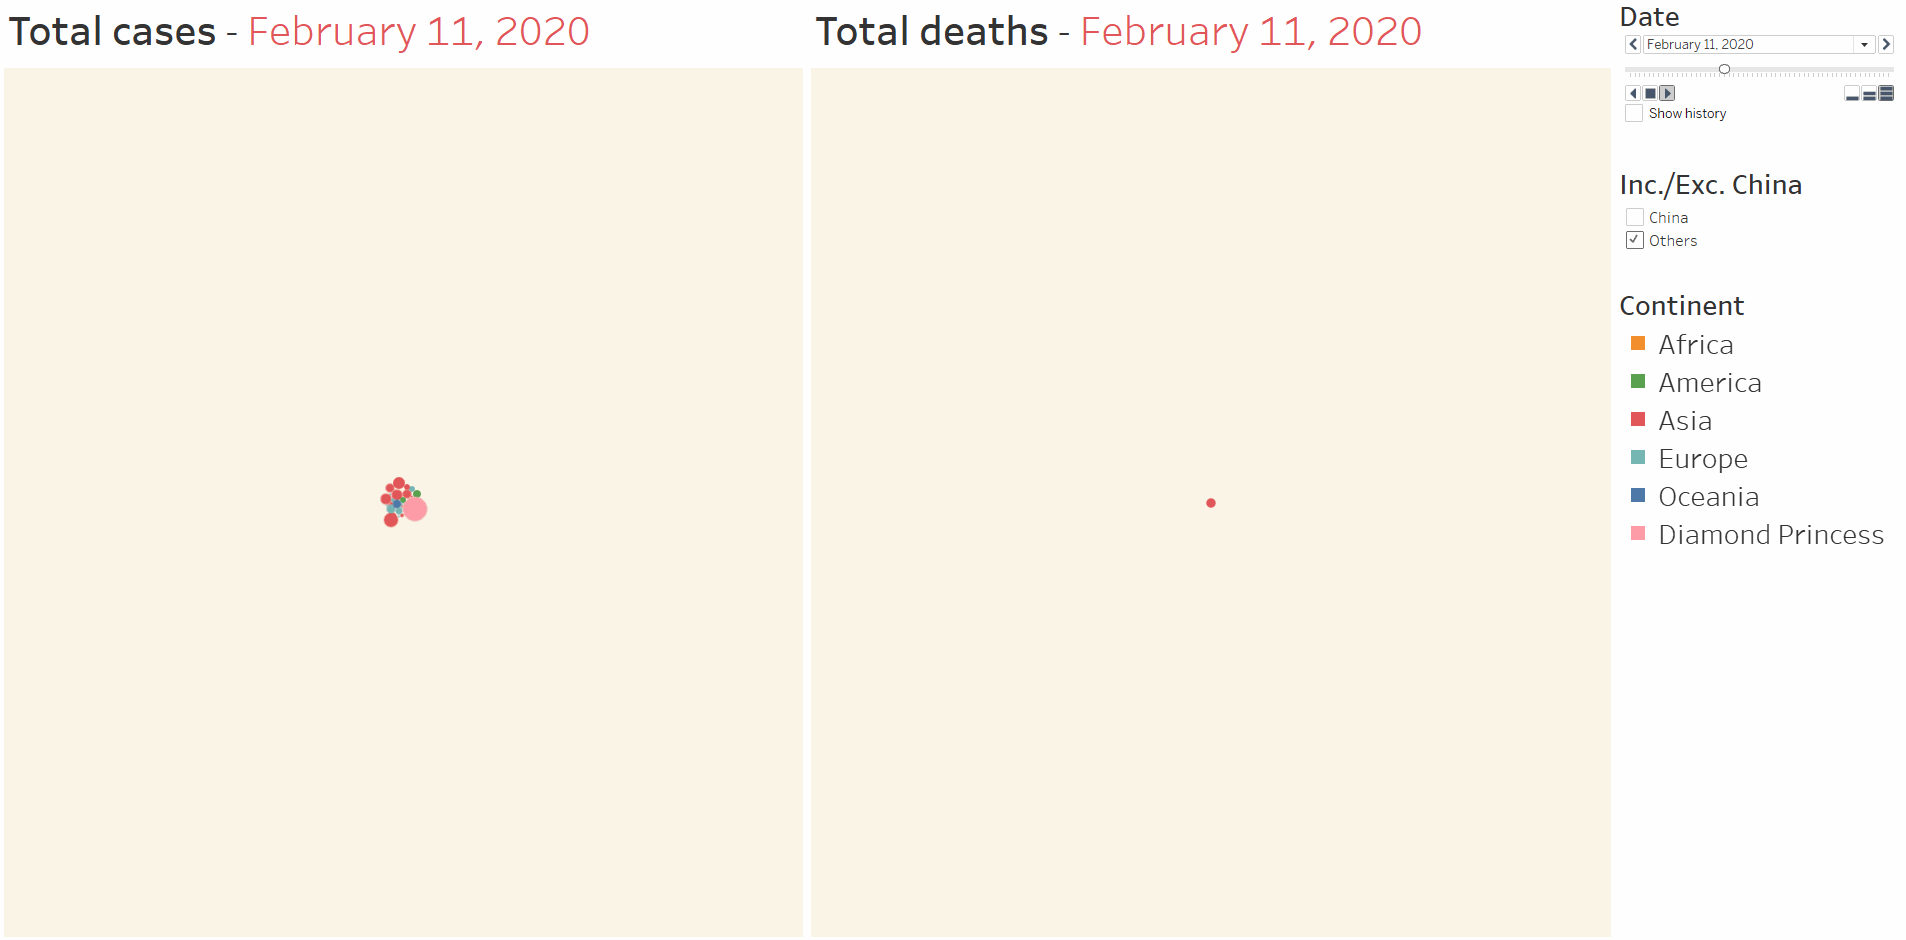 Total cases - February 11, 2020
Total deaths - February 11, 2020
Date
February 11, 2020
Show history
Inc./Exc. China
China
Others
Continent
Africa
America
Asia
Europe
Oceania
Diamond Princess